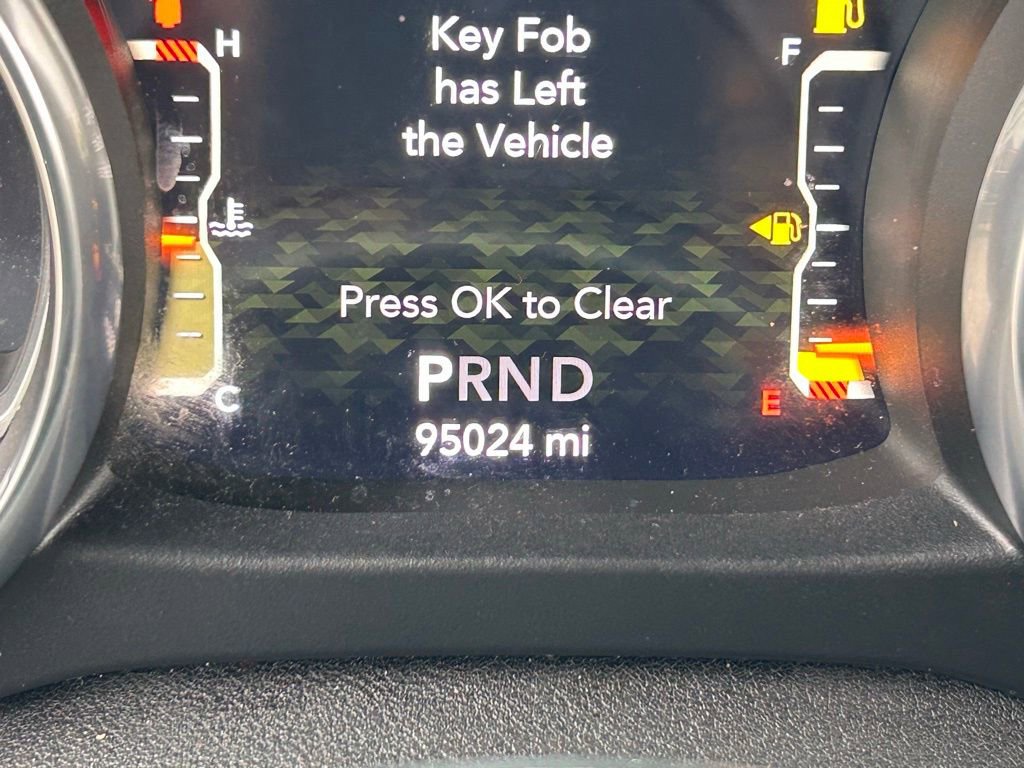 H
Key Fob
has Left
the Vehicle
F
Press OK to Clear
PRND
C
E
95024 mi